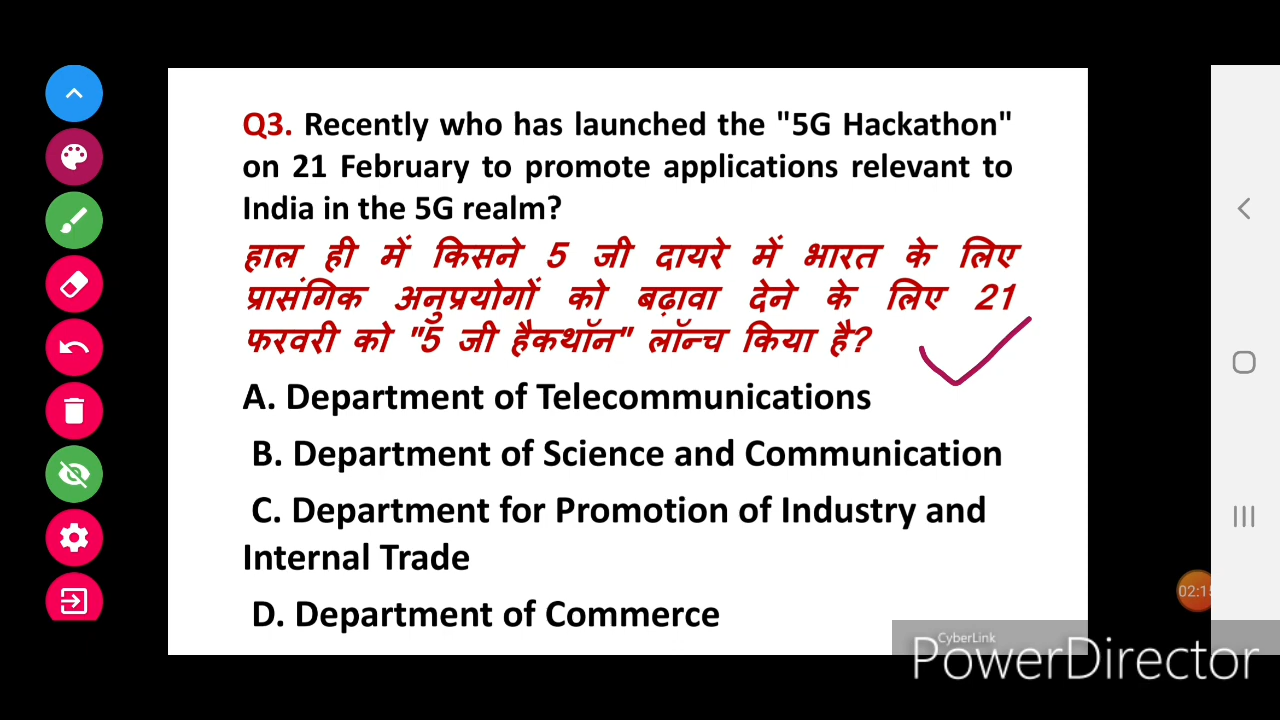 Q3. Recently who has launched the "5G Hackathon"
on 21 February to promote applications relevant to
India in the 5G realm?
हाल ही में किसने 5 जी दायरे में भारत के लिए
प्रासंगिक अनुप्रयोगों को बढ़ावा देने के लिए 21
फरवरी को "5 जी हैकथॉन" लॉन्च किया है?
A. Department of Telecommunications
B. Department of Science and Communication
C. Department for Promotion of Industry and
Internal Trade
D. Department of Commerce
02:15
CyberLink
PowerDirector